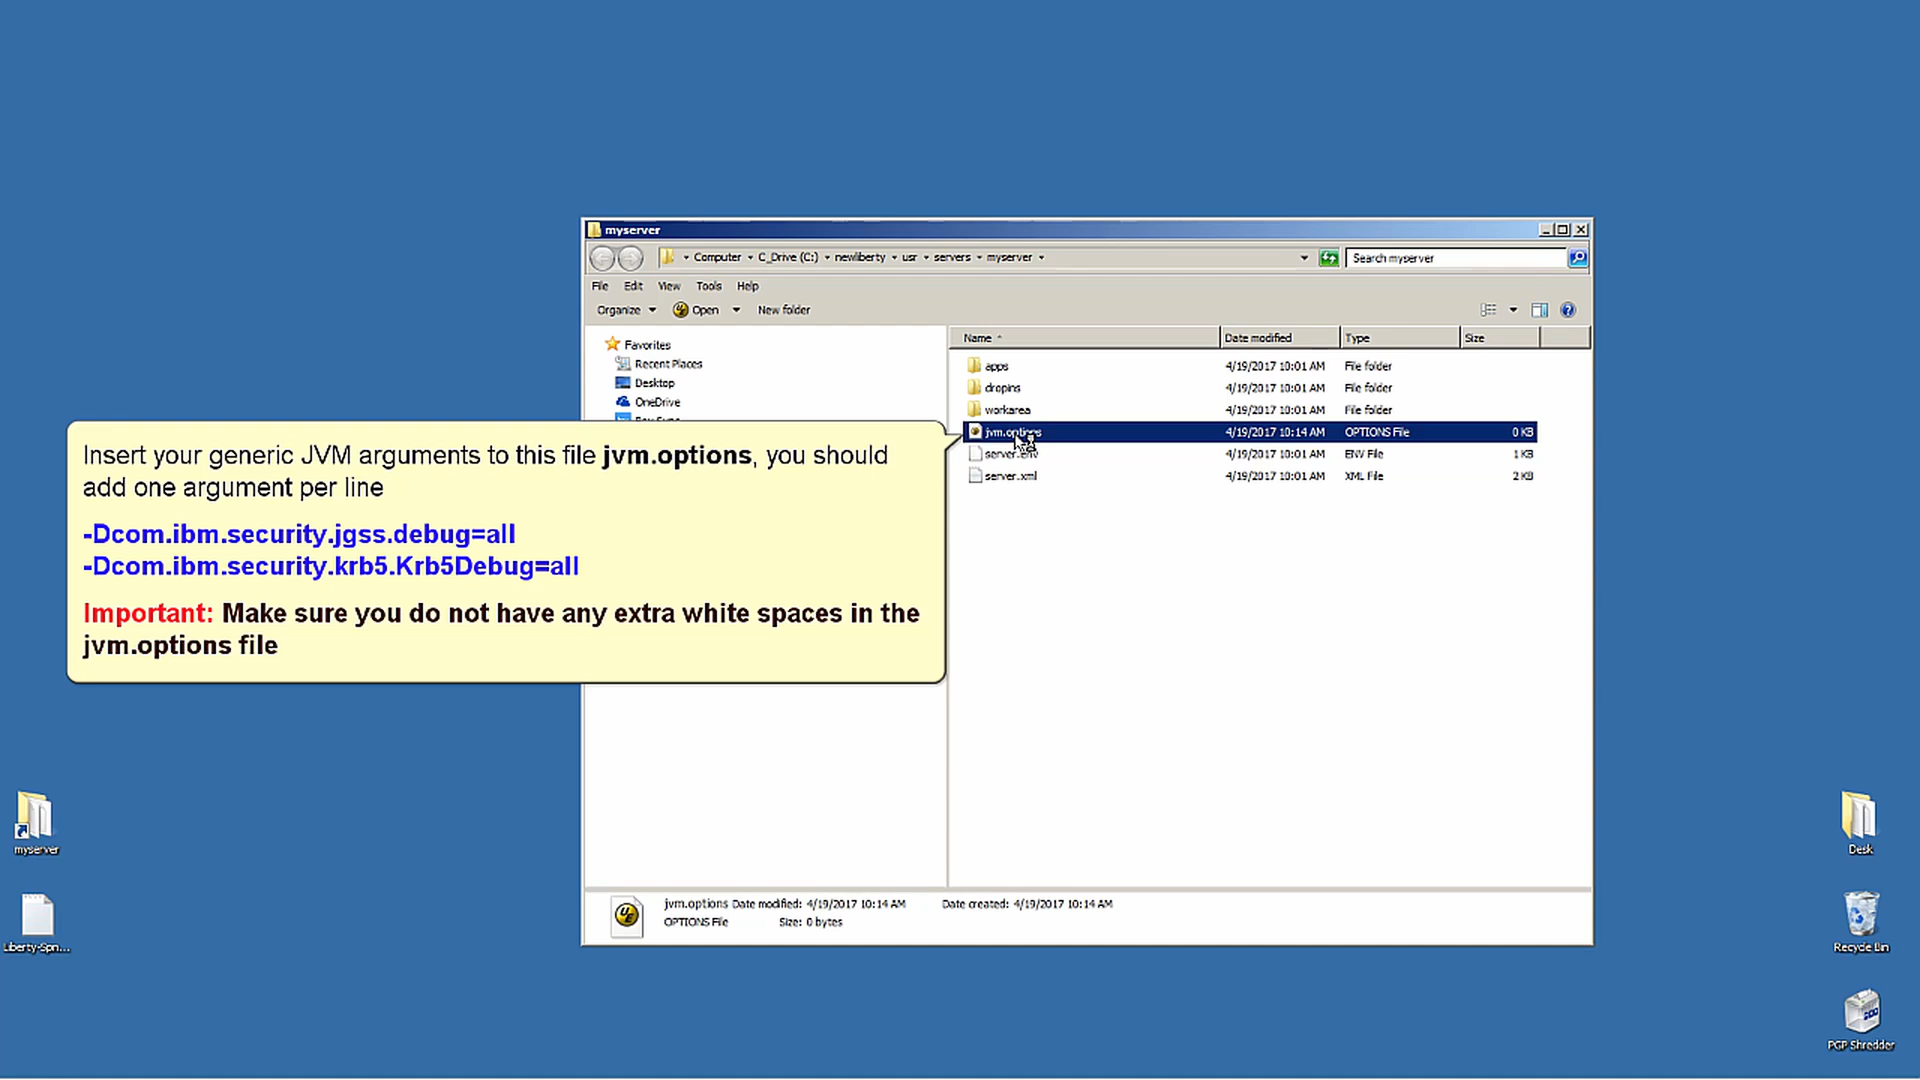 myserver
Computer C_Drive (C:) newliberty usr servers myserver
Search myserver
File Edit View Tools Help
Organize Open New folder
Favorites
Recent Places
Desktop
OneDrive
Name Date modified Type Size
apps 4/19/2017 10:01 AM File folder
dropins 4/19/2017 10:01 AM File folder
workarea 4/19/2017 10:01 AM File folder
jvm.options 4/19/2017 10:14 AM OPTIONS File 0 KB
server.env 4/19/2017 10:01 AM ENV File 1 KB
server.xml 4/19/2017 10:01 AM XML File 2 KB
Insert your generic JVM arguments to this file jvm.options, you should
add one argument per line
-Dcom.ibm.security.jgss.debug=all
-Dcom.ibm.security.krb5.Krb5Debug=all
Important: Make sure you do not have any extra white spaces in the
jvm.options file
jvm.options Date modified: 4/19/2017 10:14 AM Date created: 4/19/2017 10:14 AM
OPTIONS File Size: 0 bytes
myserver
Liberty-Spn...
Desk
Recycle Bin
PGP Shredder